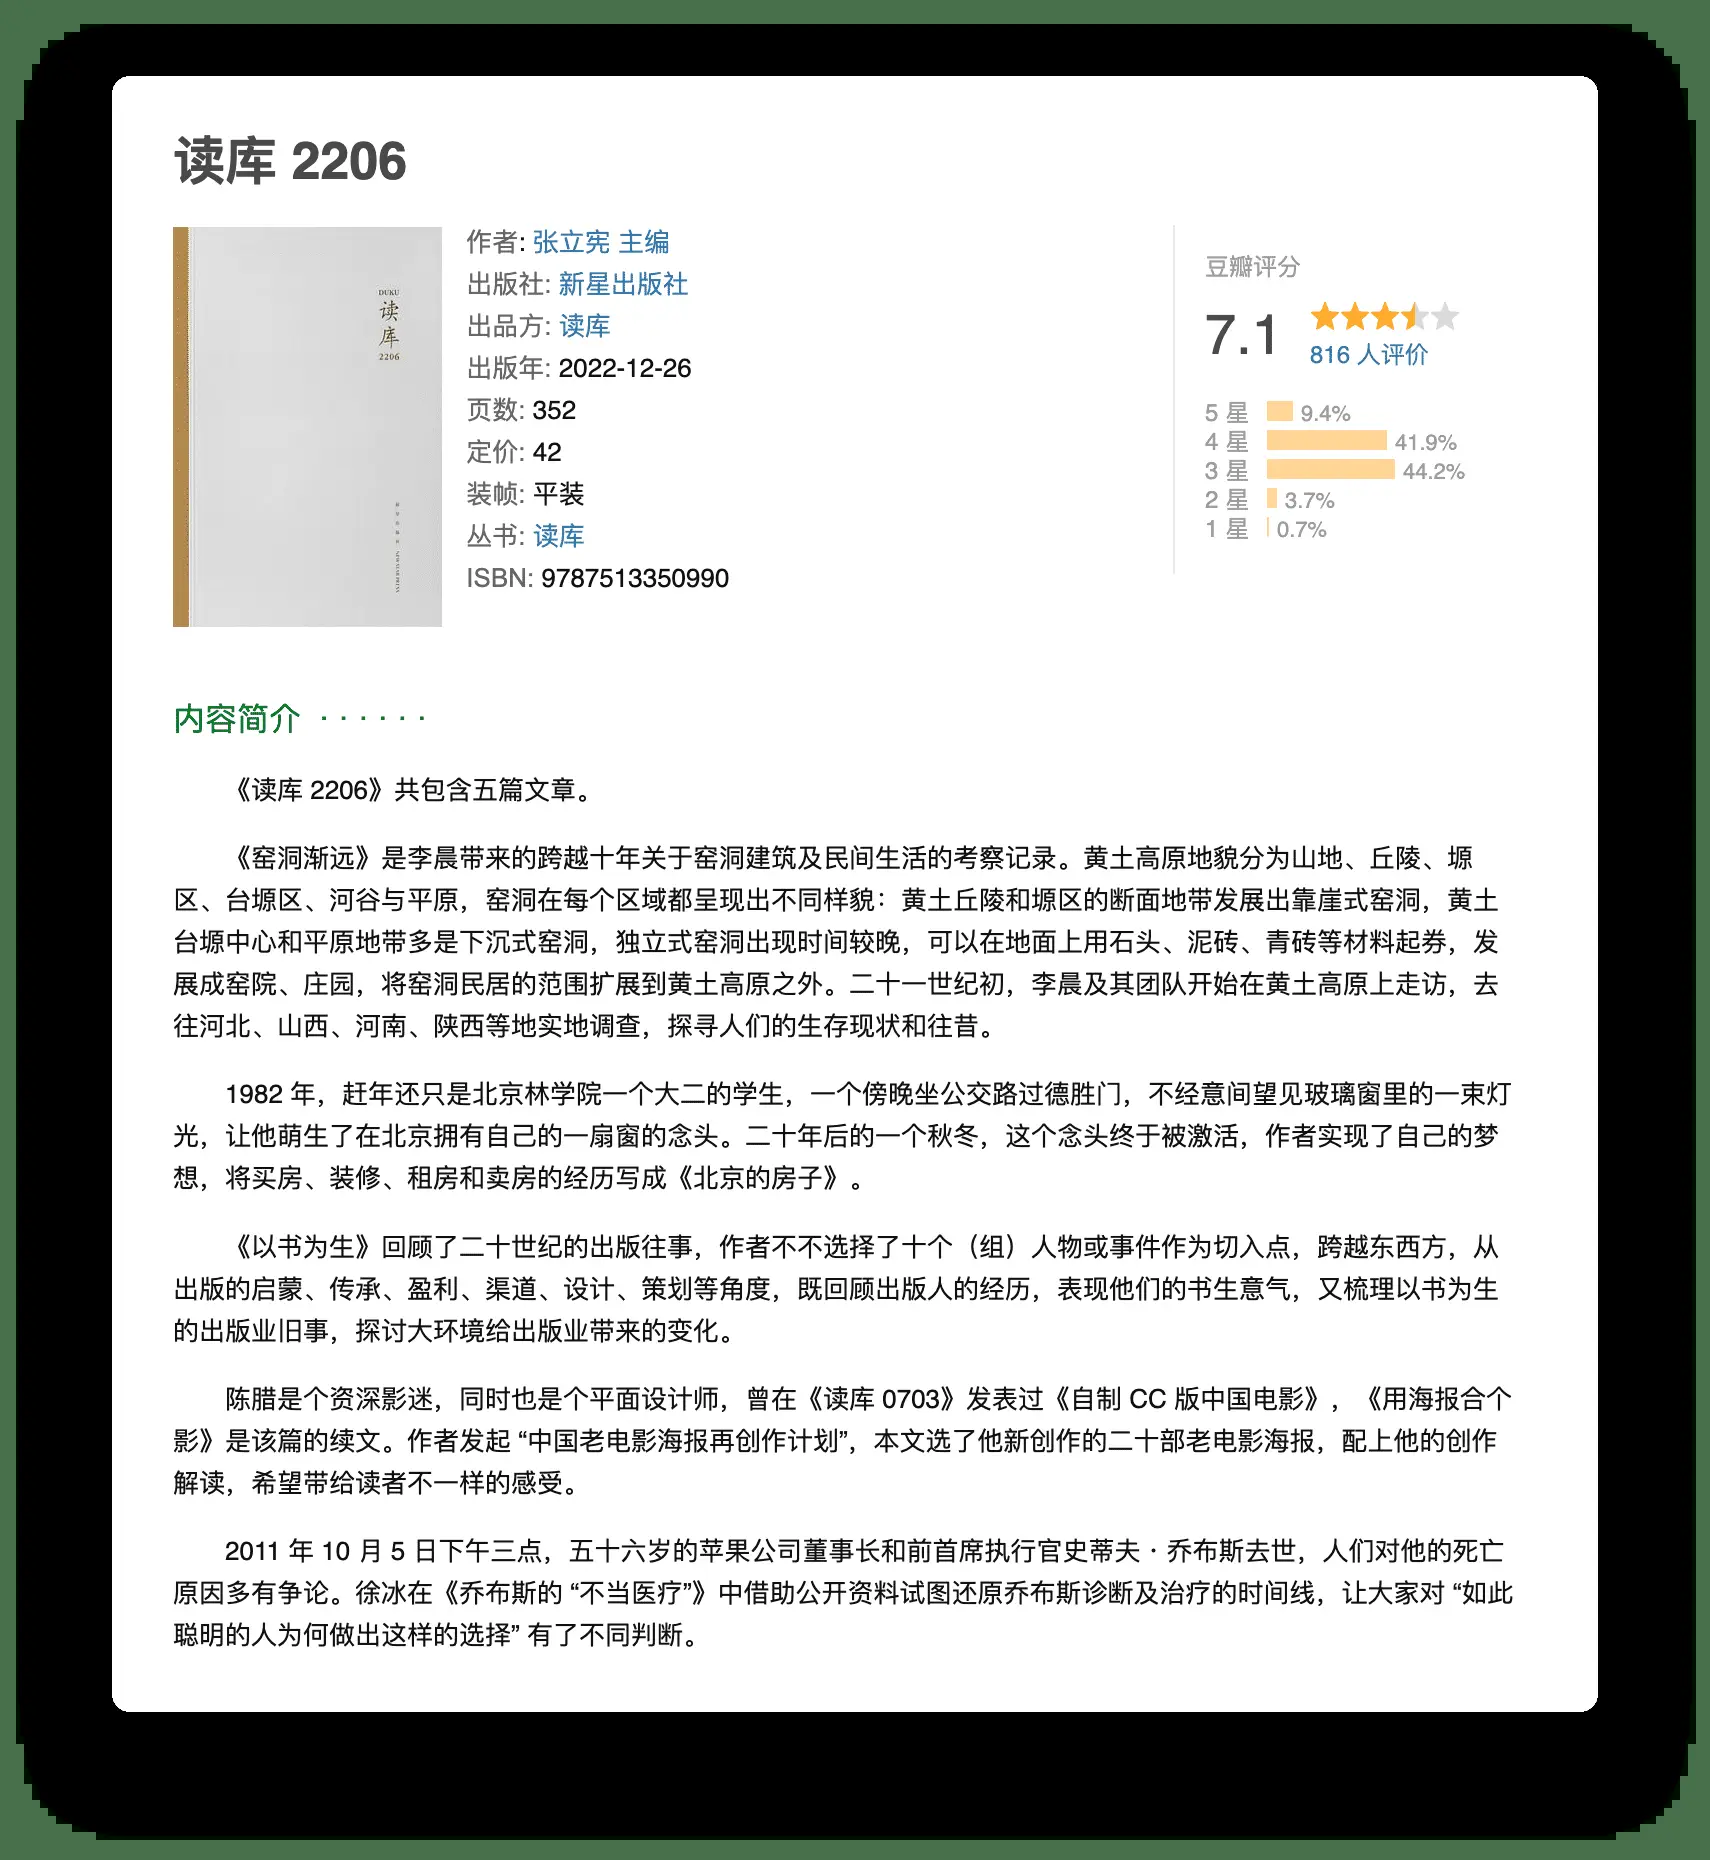 读库 2206
DUKU
读
库
2206
作者: 张立宪 主编
出版社: 新星出版社
出品方: 读库
出版年: 2022-12-26
页数: 352
定价: 42
装帧: 平装
丛书: 读库
ISBN: 9787513350990
豆瓣评分
7.1
816 人评价
5 星 9.4%
4 星 41.9%
3 星 44.2%
2 星 3.7%
1 星 0.7%
内容简介 · · · · · ·
《读库 2206》共包含五篇文章。
《窑洞渐远》是李晨带来的跨越十年关于窑洞建筑及民间生活的考察记录。黄土高原地貌分为山地、丘陵、塬
区、台塬区、河谷与平原，窑洞在每个区域都呈现出不同样貌：黄土丘陵和塬区的断面地带发展出靠崖式窑洞，黄土
台塬中心和平原地带多是下沉式窑洞，独立式窑洞出现时间较晚，可以在地面上用石头、泥砖、青砖等材料起券，发
展成窑院、庄园，将窑洞民居的范围扩展到黄土高原之外。二十一世纪初，李晨及其团队开始在黄土高原上走访，去
往河北、山西、河南、陕西等地实地调查，探寻人们的生存现状和往昔。
1982 年，赶年还只是北京林学院一个大二的学生，一个傍晚坐公交路过德胜门，不经意间望见玻璃窗里的一束灯
光，让他萌生了在北京拥有自己的一扇窗的念头。二十年后的一个秋冬，这个念头终于被激活，作者实现了自己的梦
想，将买房、装修、租房和卖房的经历写成《北京的房子》。
《以书为生》回顾了二十世纪的出版往事，作者不不选择了十个（组）人物或事件作为切入点，跨越东西方，从
出版的启蒙、传承、盈利、渠道、设计、策划等角度，既回顾出版人的经历，表现他们的书生意气，又梳理以书为生
的出版业旧事，探讨大环境给出版业带来的变化。
陈腊是个资深影迷，同时也是个平面设计师，曾在《读库 0703》发表过《自制 CC 版中国电影》，《用海报合个
影》是该篇的续文。作者发起 “中国老电影海报再创作计划”，本文选了他新创作的二十部老电影海报，配上他的创作
解读，希望带给读者不一样的感受。
2011 年 10 月 5 日下午三点，五十六岁的苹果公司董事长和前首席执行官史蒂夫 · 乔布斯去世，人们对他的死亡
原因多有争论。徐冰在《乔布斯的 “不当医疗”》中借助公开资料试图还原乔布斯诊断及治疗的时间线，让大家对 “如此
聪明的人为何做出这样的选择” 有了不同判断。